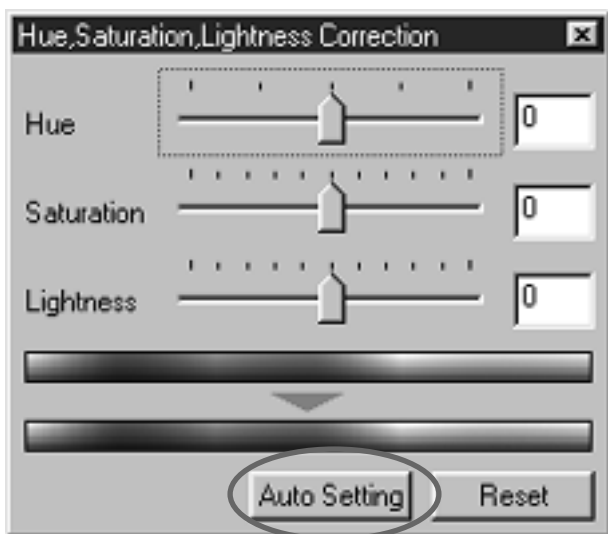 Hue,Saturation,Lightness Correction
Hue 0
Saturation 0
Lightness 0
Auto Setting Reset